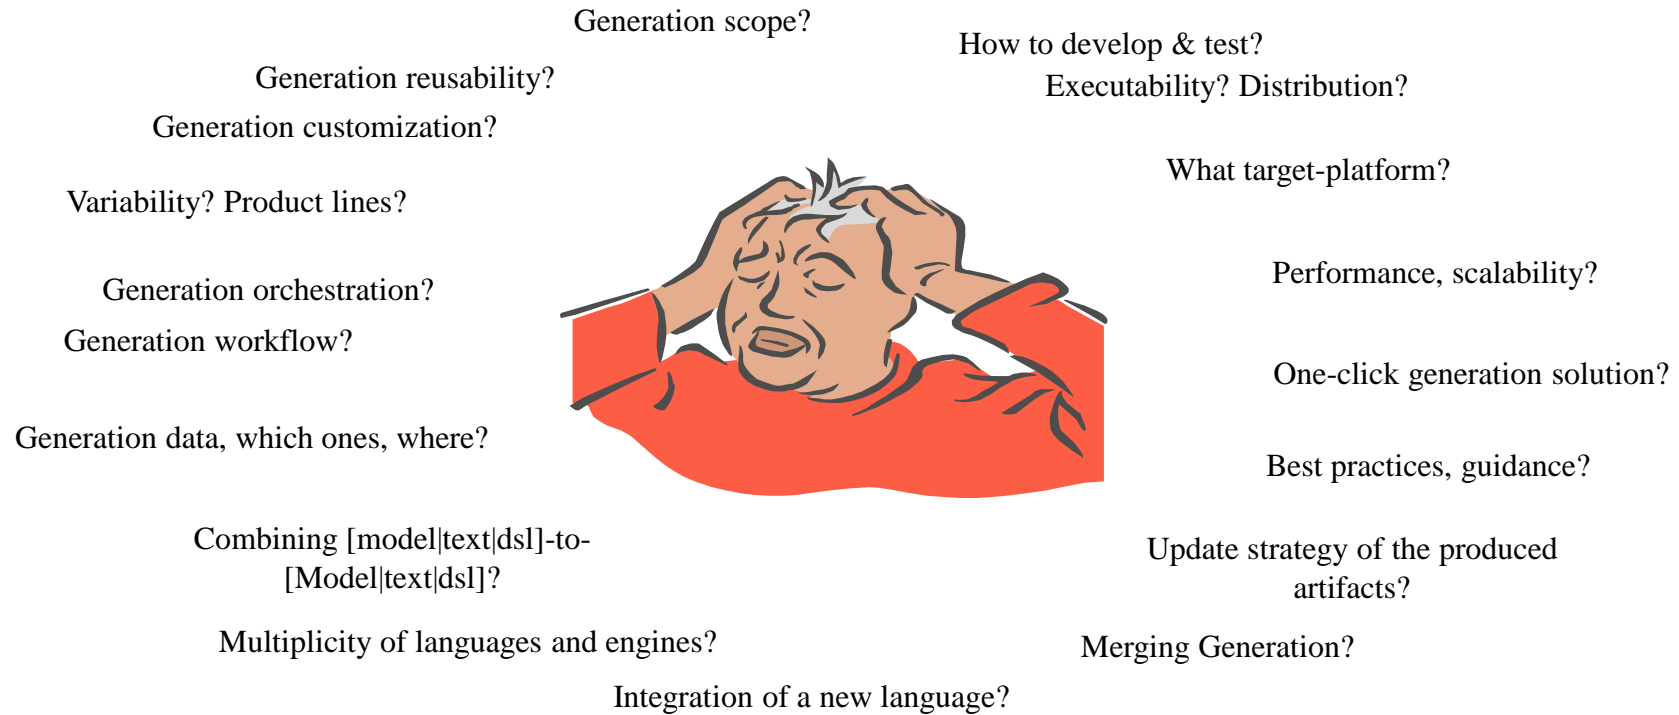 Generation scope?
How to develop & test?
Generation reusability?
Executability? Distribution?
Generation customization?
What target-platform?
Variability? Product lines?
Performance, scalability?
Generation orchestration?
Generation workflow?
One-click generation solution?
Generation data, which ones, where?
Best practices, guidance?
Combining [model|text|dsl]-to-
[Model|text|dsl]?
Update strategy of the produced
artifacts?
Multiplicity of languages and engines?
Merging Generation?
Integration of a new language?